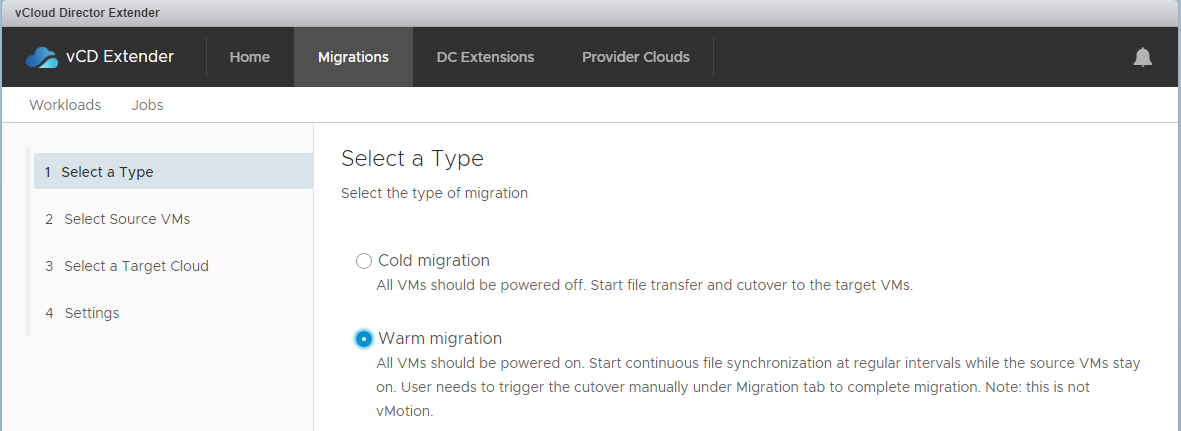 vCloud Director Extender
vCD Extender
Home
Migrations
DC Extensions
Provider Clouds
Workloads
Jobs
1 Select a Type
2 Select Source VMs
3 Select a Target Cloud
4 Settings
Select a Type
Select the type of migration
Cold migration
All VMs should be powered off. Start file transfer and cutover to the target VMs.
Warm migration
All VMs should be powered on. Start continuous file synchronization at regular intervals while the source VMs stay
on. User needs to trigger the cutover manually under Migration tab to complete migration. Note: this is not
vMotion.